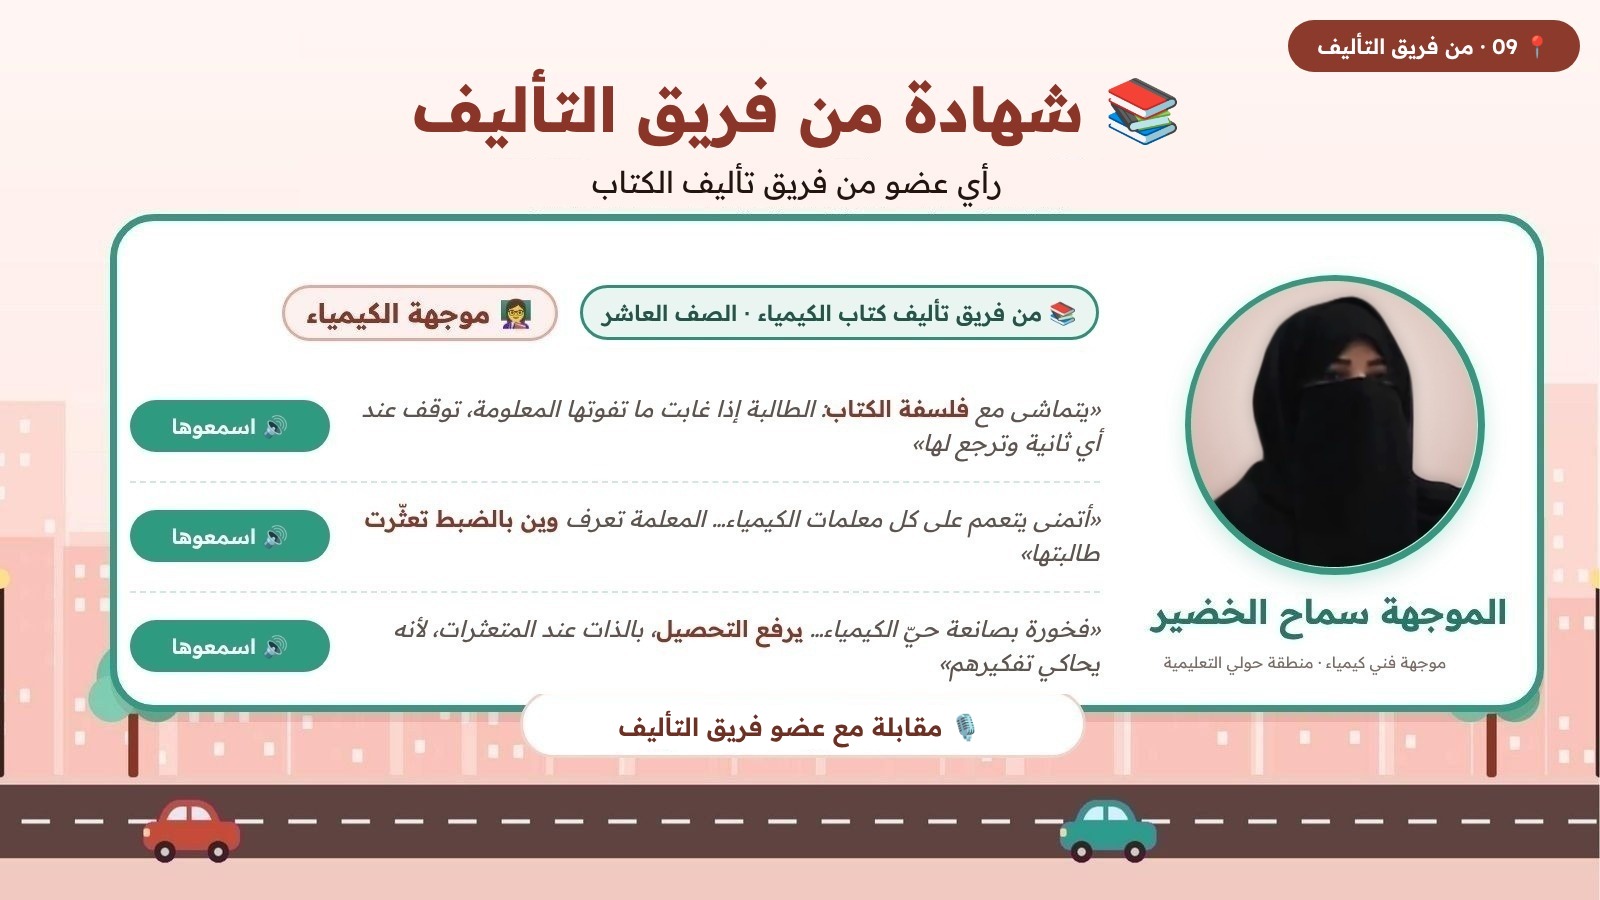 📍 09 · من فريق التأليف
📚 شهادة من فريق التأليف
رأي عضو من فريق تأليف الكتاب
📚 من فريق تأليف كتاب الكيمياء · الصف العاشر
👩‍🏫 موجهة الكيمياء
«يتماشى مع فلسفة الكتاب: الطالبة إذا غابت ما تفوتها المعلومة، توقف عند
أي ثانية وترجع لها»
🔊 اسمعوها
«أتمنى يتعمم على كل معلمات الكيمياء… المعلمة تعرف وين بالضبط تعثّرت
طالبتها»
🔊 اسمعوها
«فخورة بصانعة حيّ الكيمياء… يرفع التحصيل، بالذات عند المتعثرات، لأنه
يحاكي تفكيرهم»
🔊 اسمعوها
الموجهة سماح الخضير
موجهة فني كيمياء · منطقة حولي التعليمية
🎙️ مقابلة مع عضو فريق التأليف